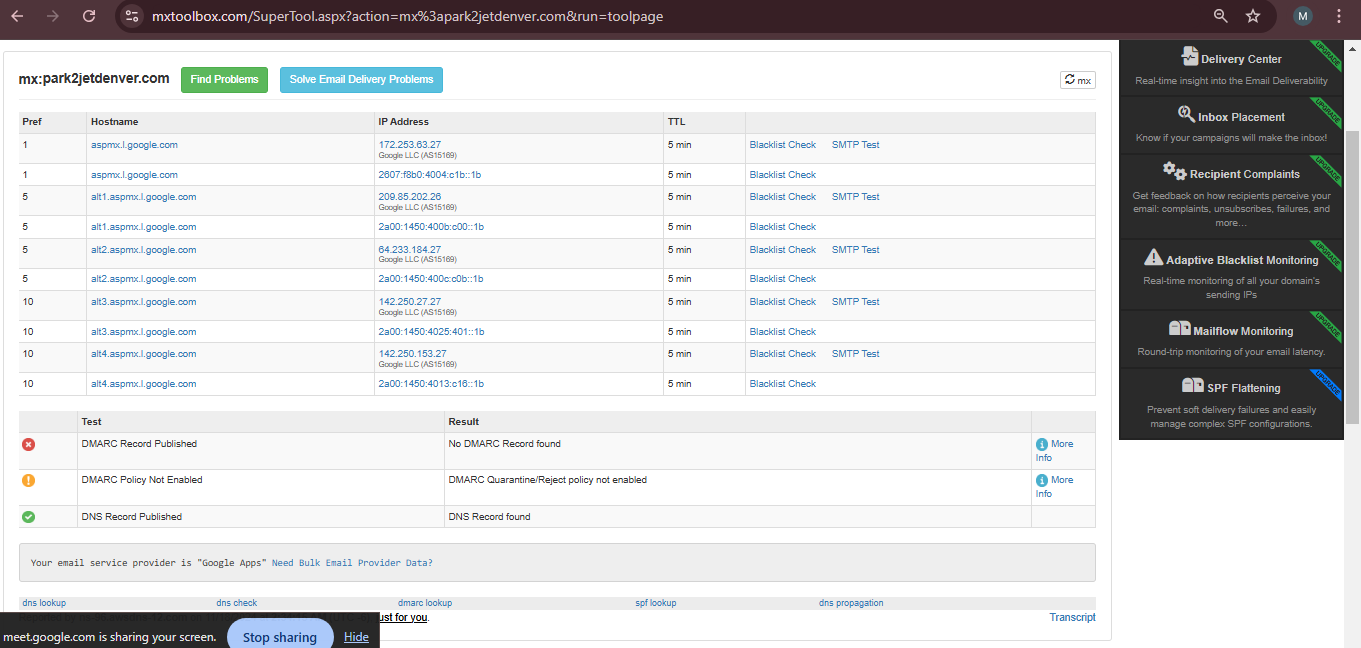 mxtoolbox.com/SuperTool.aspx?action=mx%3apark2jetdenver.com&run=toolpage
M
mx:park2jetdenver.com Find Problems Solve Email Delivery Problems mx
Pref Hostname IP Address TTL
1 aspmx.l.google.com 172.253.63.27 5 min Blacklist Check SMTP Test
Google LLC (AS15169)
1 aspmx.l.google.com 2607:f8b0:4004:c1b::1b 5 min Blacklist Check
5 alt1.aspmx.l.google.com 209.85.202.26 5 min Blacklist Check SMTP Test
Google LLC (AS15169)
5 alt1.aspmx.l.google.com 2a00:1450:400b:c00::1b 5 min Blacklist Check
5 alt2.aspmx.l.google.com 64.233.184.27 5 min Blacklist Check SMTP Test
Google LLC (AS15169)
5 alt2.aspmx.l.google.com 2a00:1450:400c:c0b::1b 5 min Blacklist Check
10 alt3.aspmx.l.google.com 142.250.27.27 5 min Blacklist Check SMTP Test
Google LLC (AS15169)
10 alt3.aspmx.l.google.com 2a00:1450:4025:401::1b 5 min Blacklist Check
10 alt4.aspmx.l.google.com 142.250.153.27 5 min Blacklist Check SMTP Test
Google LLC (AS15169)
10 alt4.aspmx.l.google.com 2a00:1450:4013:c16::1b 5 min Blacklist Check
Test Result
DMARC Record Published No DMARC Record found More
Info
DMARC Policy Not Enabled DMARC Quarantine/Reject policy not enabled More
Info
DNS Record Published DNS Record found
Your email service provider is "Google Apps" Need Bulk Email Provider Data?
dns lookup dns check dmarc lookup spf lookup dns propagation
just for you. Transcript
meet.google.com is sharing your screen. Stop sharing Hide
Delivery Center UPGRADE
Real-time insight into the Email Deliverability
Inbox Placement UPGRADE
Know if your campaigns will make the inbox!
Recipient Complaints UPGRADE
Get feedback on how recipients perceive your
email: complaints, unsubscribes, failures, and
more...
Adaptive Blacklist Monitoring UPGRADE
Real-time monitoring of all your domain's
sending IPs
Mailflow Monitoring UPGRADE
Round-trip monitoring of your email latency.
SPF Flattening UPGRADE
Prevent soft delivery failures and easily
manage complex SPF configurations.